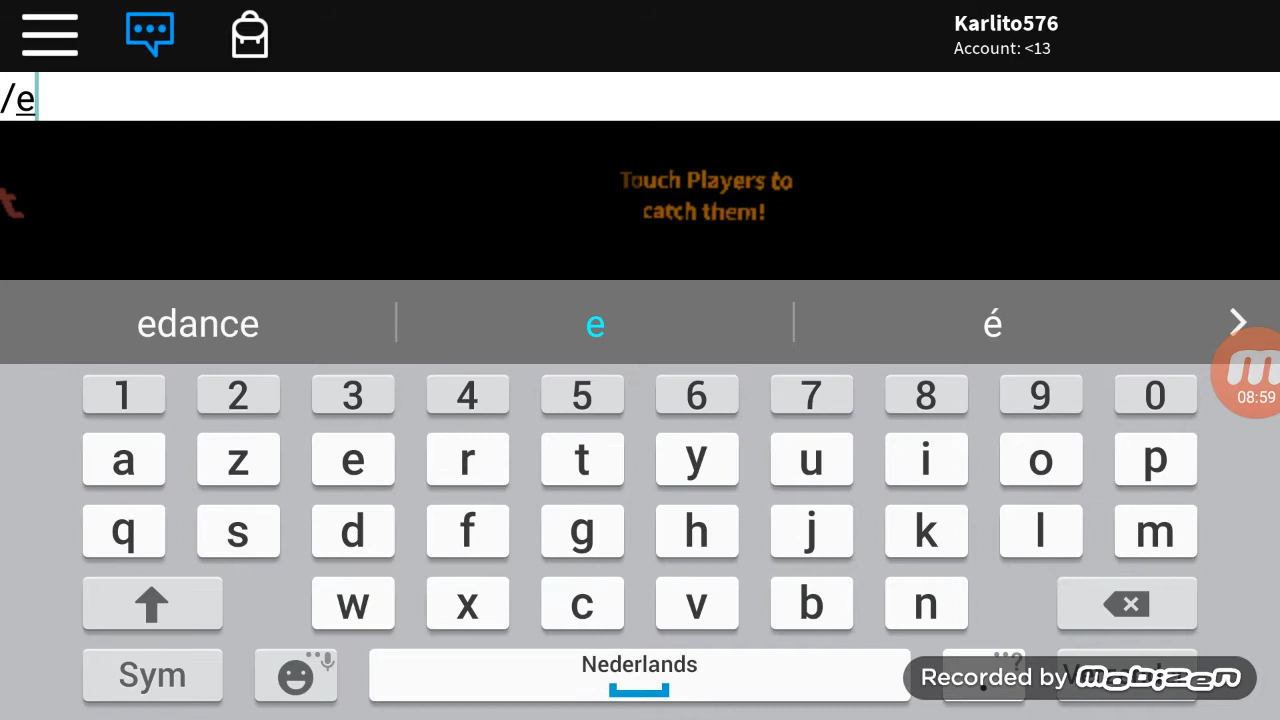 Karlito576
Account: <13
/e
Touch Players to
catch them!
t
edance
e
é
08:59
1 2 3 4 5 6 7 8 9 0
a z e r t y u i o p
q s d f g h j k l m
w x c v b n
Sym
Nederlands
. ?
Recorded by mobizen